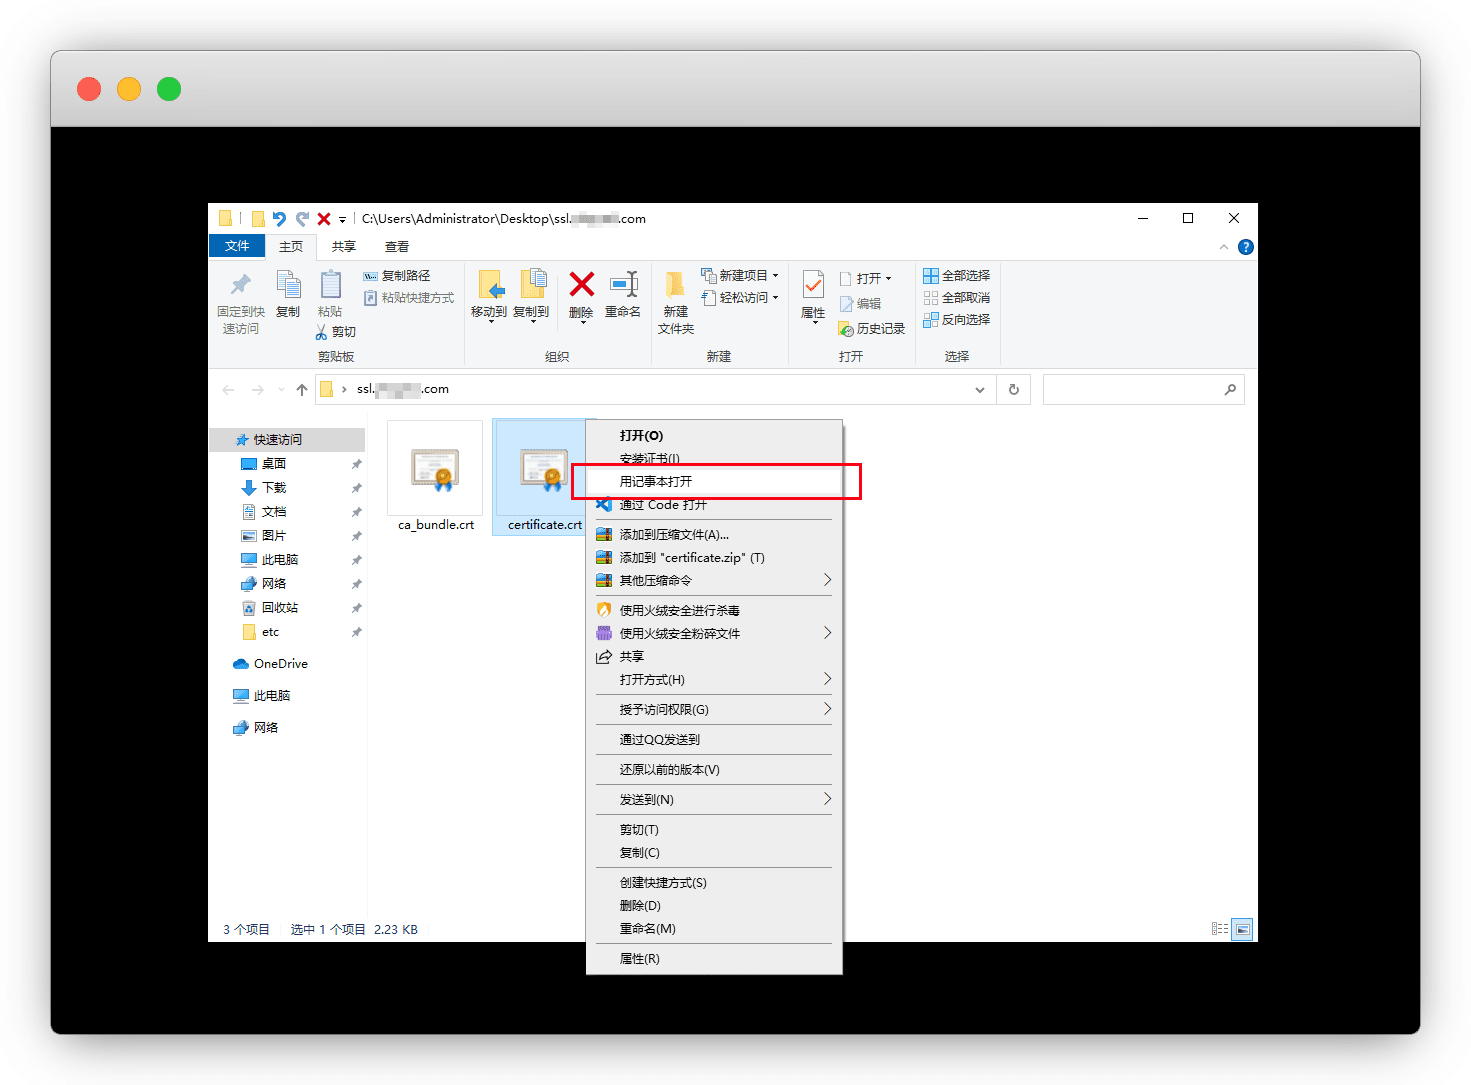 C:\Users\Administrator\Desktop\ssl. .com
文件 主页 共享 查看
固定到快速访问
复制
粘贴
复制路径
粘贴快捷方式
剪切
剪贴板
移动到
复制到
删除
重命名
组织
新建文件夹
新建项目
轻松访问
新建
属性
打开
编辑
历史记录
打开
全部选择
全部取消
反向选择
选择
ssl. .com
快速访问
桌面
下载
文档
图片
此电脑
网络
回收站
etc
OneDrive
此电脑
网络
ca_bundle.crt
certificate.crt
打开(O)
安装证书(I)
用记事本打开
通过 Code 打开
添加到压缩文件(A)...
添加到 "certificate.zip" (T)
其他压缩命令
使用火绒安全进行杀毒
使用火绒安全粉碎文件
共享
打开方式(H)
授予访问权限(G)
通过QQ发送到
还原以前的版本(V)
发送到(N)
剪切(T)
复制(C)
创建快捷方式(S)
删除(D)
重命名(M)
属性(R)
3 个项目 选中 1 个项目 2.23 KB